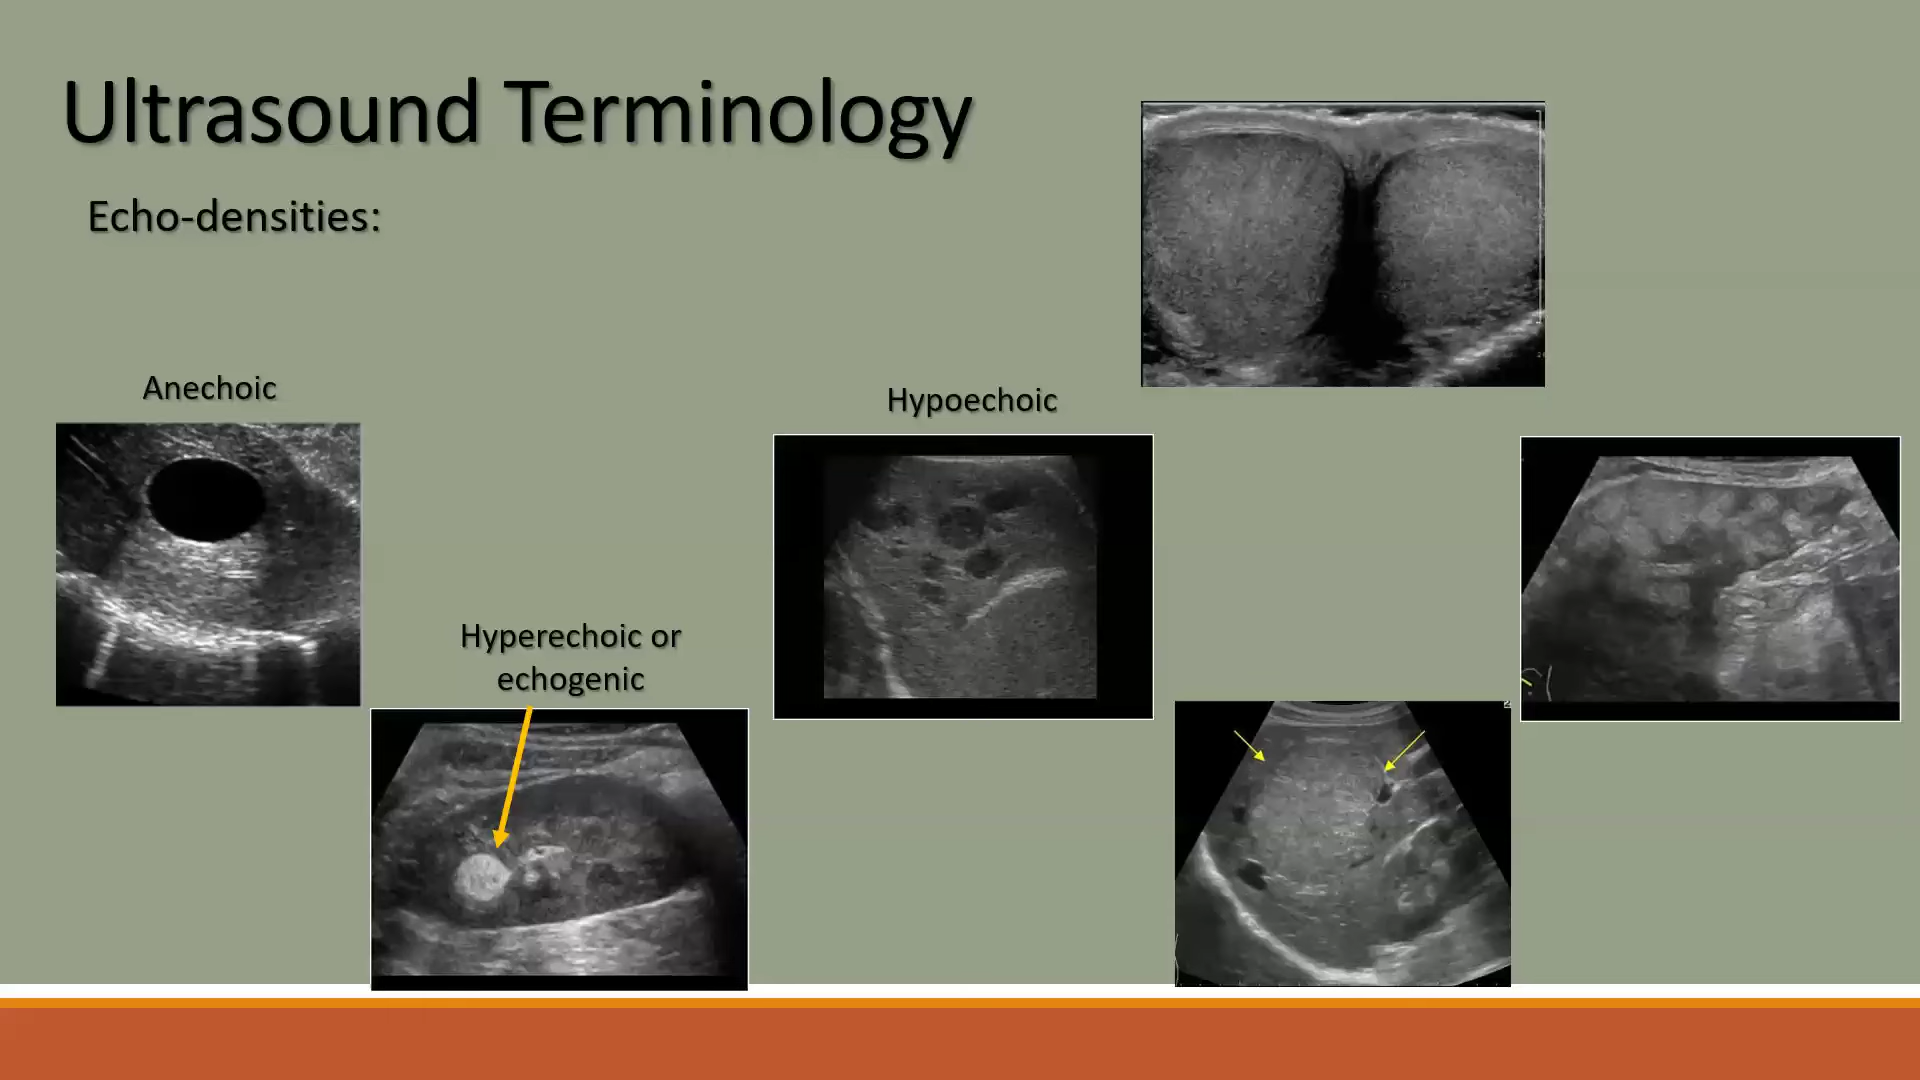 Ultrasound Terminology
Echo-densities:
Anechoic
Hypoechoic
Hyperechoic or
echogenic